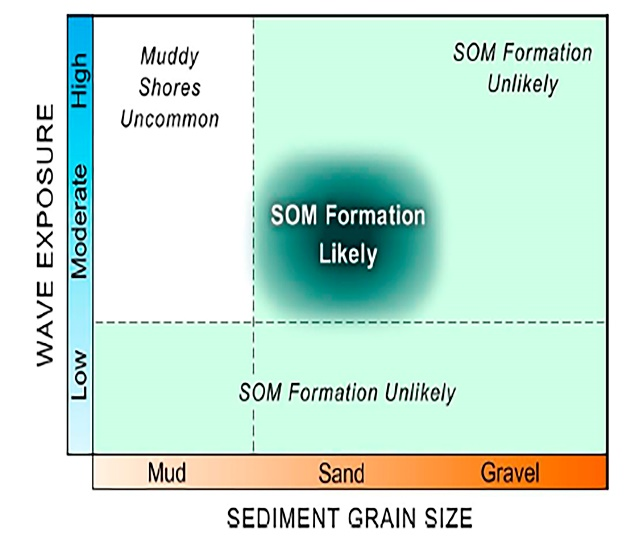 Muddy
Shores
Uncommon
SOM Formation
Unlikely
SOM Formation
Likely
SOM Formation Unlikely
WAVE EXPOSURE
High
Moderate
Low
Mud
Sand
Gravel
SEDIMENT GRAIN SIZE